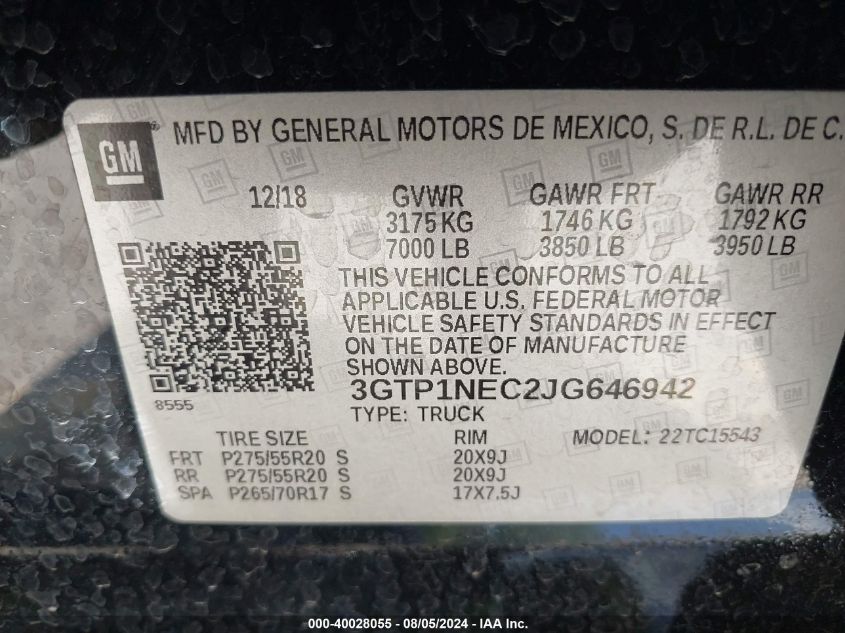 GM
MFD BY GENERAL MOTORS DE MEXICO, S. DE R.L. DE C.
12/18 GVWR GAWR FRT GAWR RR
3175 KG 1746 KG 1792 KG
7000 LB 3850 LB 3950 LB
THIS VEHICLE CONFORMS TO ALL
APPLICABLE U.S. FEDERAL MOTOR
VEHICLE SAFETY STANDARDS IN EFFECT
ON THE DATE OF MANUFACTURE
SHOWN ABOVE.
3GTP1NEC2JG646942
8555
TYPE: TRUCK
TIRE SIZE RIM MODEL: 22TC15543
FRT P275/55R20 S 20X9J
RR P275/55R20 S 20X9J
SPA P265/70R17 S 17X7.5J
000-40028055 - 08/05/2024 - IAA Inc.